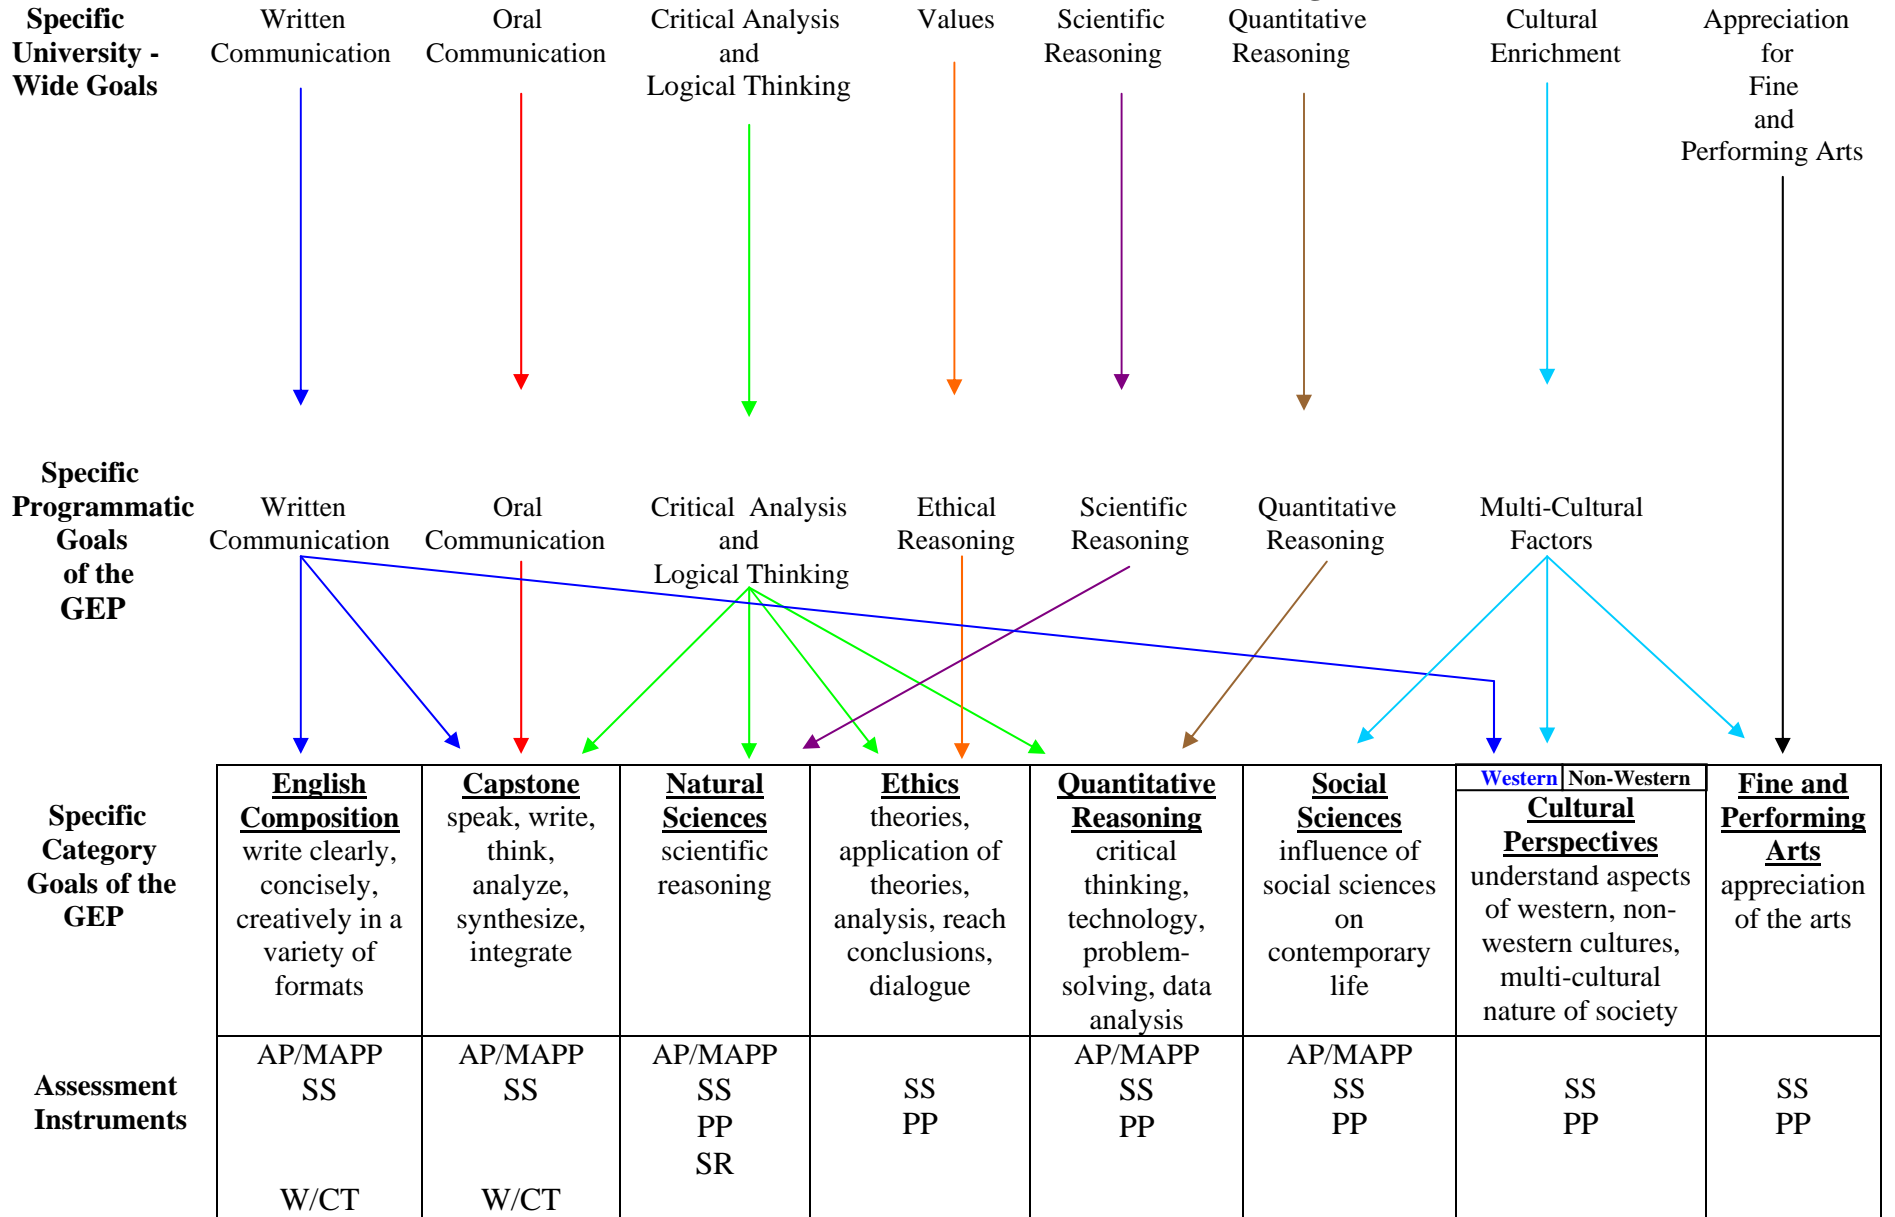 Specific
University -
Wide Goals
Written
Communication
Oral
Communication
Critical Analysis
and
Logical Thinking
Values
Scientific
Reasoning
Quantitative
Reasoning
Cultural
Enrichment
Appreciation
for
Fine
and
Performing Arts
Specific
Programmatic
Goals
of the
GEP
Written
Communication
Oral
Communication
Critical Analysis
and
Logical Thinking
Ethical
Reasoning
Scientific
Reasoning
Quantitative
Reasoning
Multi-Cultural
Factors
Specific
Category
Goals of the
GEP
English
Composition
write clearly,
concisely,
creatively in a
variety of
formats
Capstone
speak, write,
think,
analyze,
synthesize,
integrate
Natural
Sciences
scientific
reasoning
Ethics
theories,
application of
theories,
analysis, reach
conclusions,
dialogue
Quantitative
Reasoning
critical
thinking,
technology,
problem-
solving, data
analysis
Social
Sciences
influence of
social sciences
on
contemporary
life
Western Non-Western
Cultural
Perspectives
understand aspects
of western, non-
western cultures,
multi-cultural
nature of society
Fine and
Performing
Arts
appreciation
of the arts
Assessment
Instruments
AP/MAPP
SS
W/CT
AP/MAPP
SS
W/CT
AP/MAPP
SS
PP
SR
SS
PP
AP/MAPP
SS
PP
AP/MAPP
SS
PP
SS
PP
SS
PP